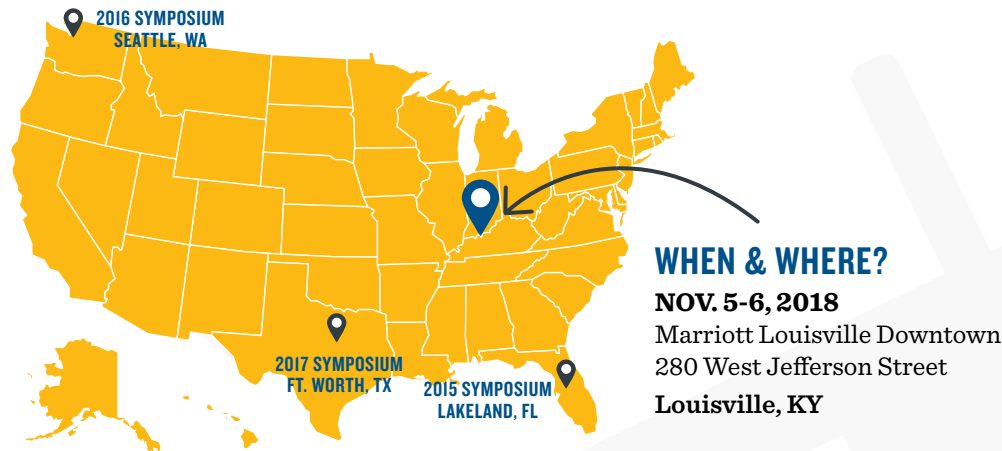 2016 SYMPOSIUM
SEATTLE, WA
2017 SYMPOSIUM
FT. WORTH, TX
2015 SYMPOSIUM
LAKELAND, FL
WHEN & WHERE?
NOV. 5-6, 2018
Marriott Louisville Downtown
280 West Jefferson Street
Louisville, KY